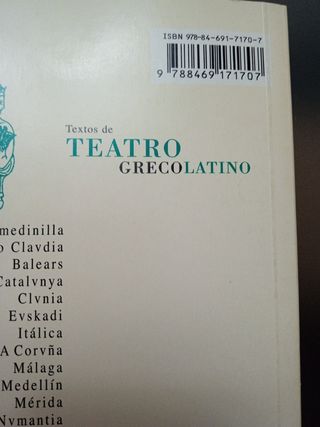 ISBN 978-84-691-7170-7
9 788469 171707
Textos de
TEATRO
GRECOLATINO
medinilla
o Clavdia
Balears
Catalvnya
Clvnia
Evskadi
Itálica
A Corvña
Málaga
Medellín
Mérida
Nvmantia